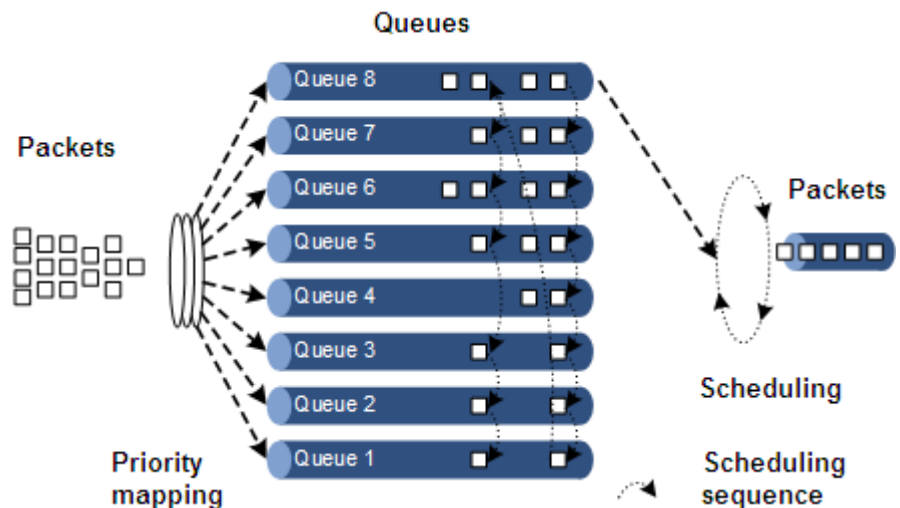 Queues
Packets
Queue 8
Queue 7
Queue 6
Queue 5
Queue 4
Queue 3
Queue 2
Queue 1
Priority
mapping
Packets
Scheduling
Scheduling
sequence